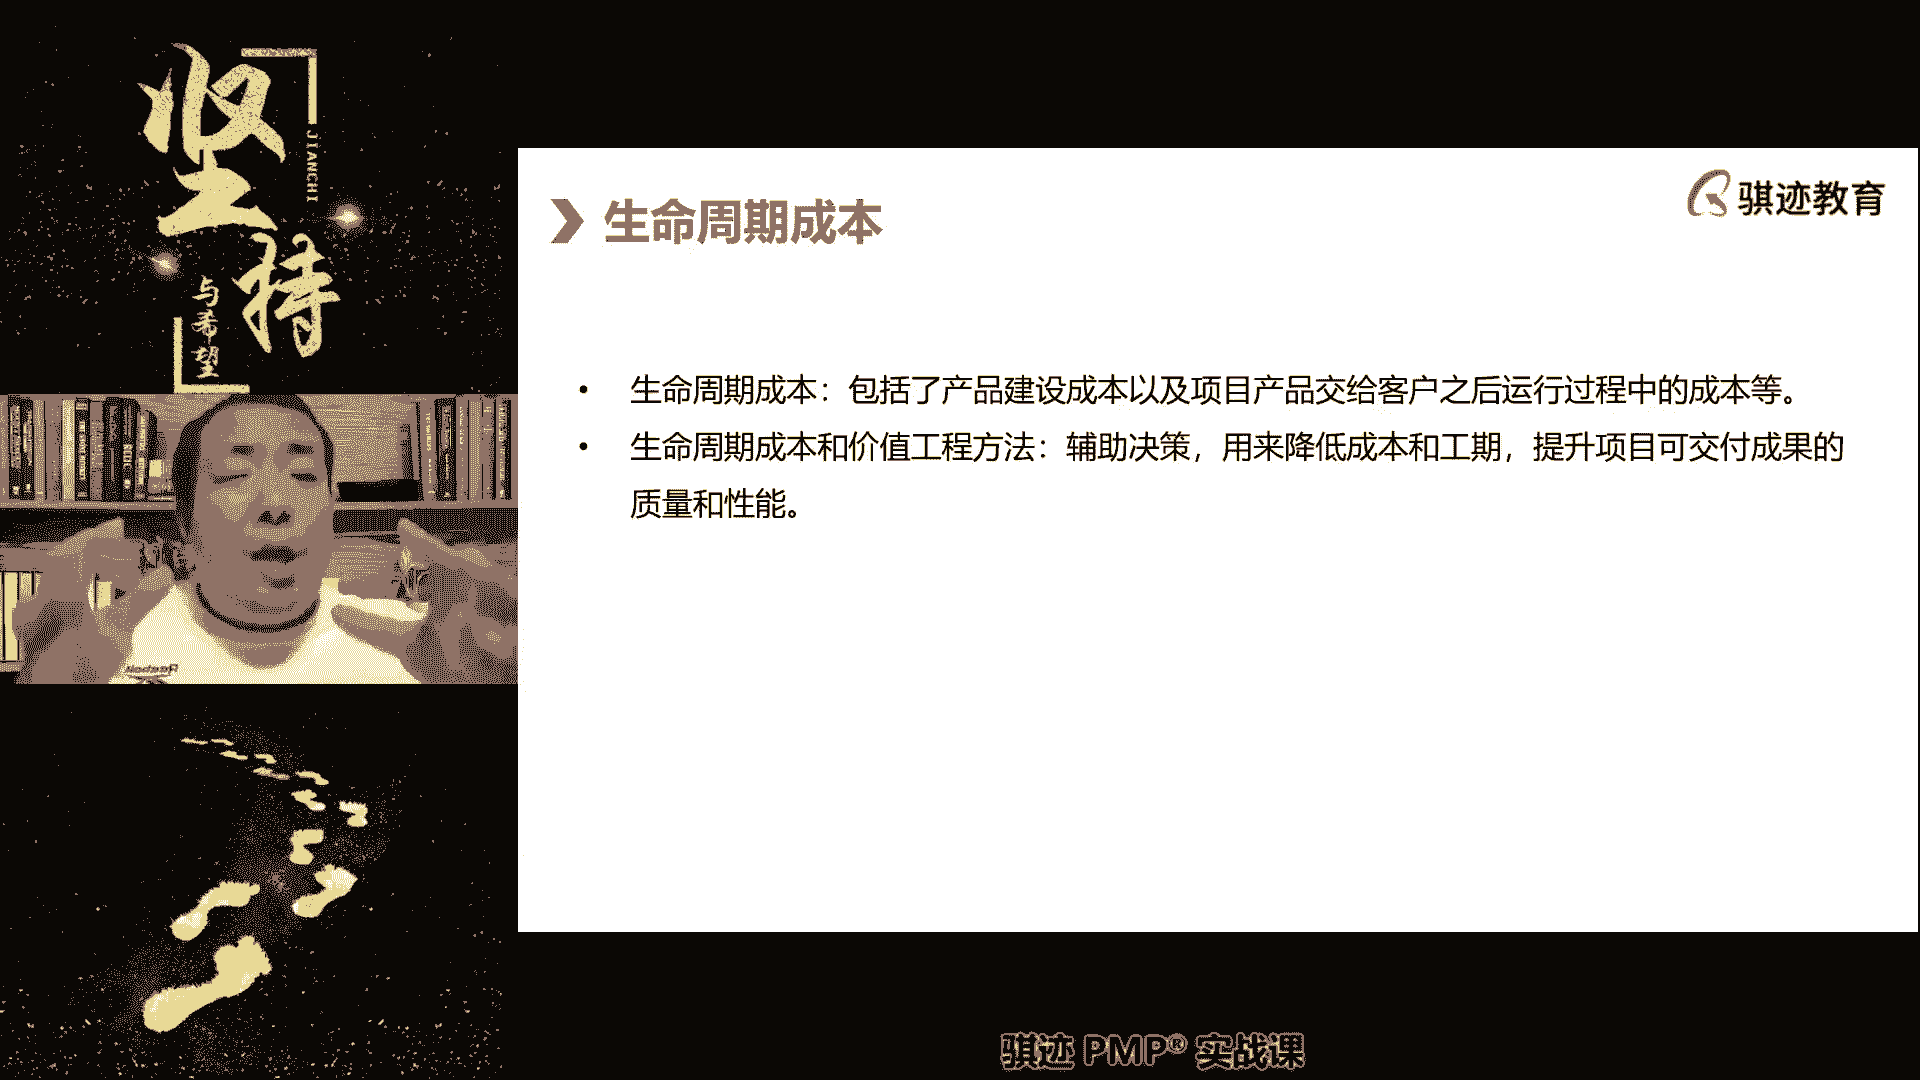 坚持
JIANCHI
与希望
骐迹教育
生命周期成本
• 生命周期成本：包括了产品建设成本以及项目产品交给客户之后运行过程中的成本等。
• 生命周期成本和价值工程方法：辅助决策，用来降低成本和工期，提升项目可交付成果的
质量和性能。
骐迹 PMP® 实战课